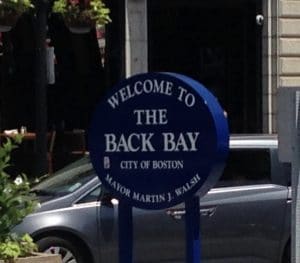 WELCOME TO
THE
BACK BAY
CITY OF BOSTON
MAYOR MARTIN J. WALSH